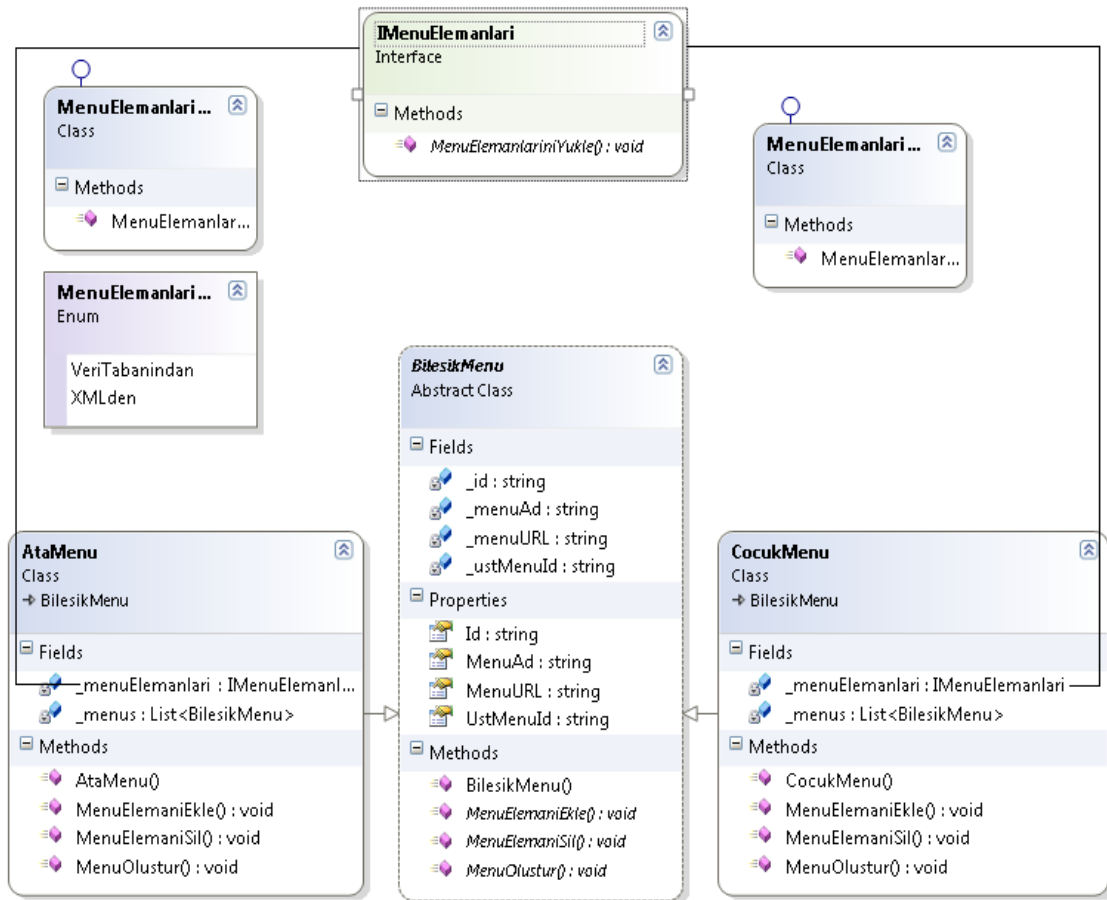 IMenuElemanlari
Interface
Methods
MenuElemanlariniYukle() : void
MenuElemanlari...
Class
Methods
MenuElemanlar...
MenuElemanlari...
Class
Methods
MenuElemanlar...
MenuElemanlari...
Enum
VeriTabanindan
XMLden
BilesikMenu
Abstract Class
Fields
_id : string
_menuAd : string
_menuURL : string
_ustMenuId : string
Properties
Id : string
MenuAd : string
MenuURL : string
UstMenuId : string
Methods
BilesikMenu()
MenuElemaniEkle() : void
MenuElemaniSil() : void
MenuOlustur() : void
AtaMenu
Class
BilesikMenu
Fields
_menuElemanlari : IMenuElemanl...
_menus : List<BilesikMenu>
Methods
AtaMenu()
MenuElemaniEkle() : void
MenuElemaniSil() : void
MenuOlustur() : void
CocukMenu
Class
BilesikMenu
Fields
_menuElemanlari : IMenuElemanlari
_menus : List<BilesikMenu>
Methods
CocukMenu()
MenuElemaniEkle() : void
MenuElemaniSil() : void
MenuOlustur() : void